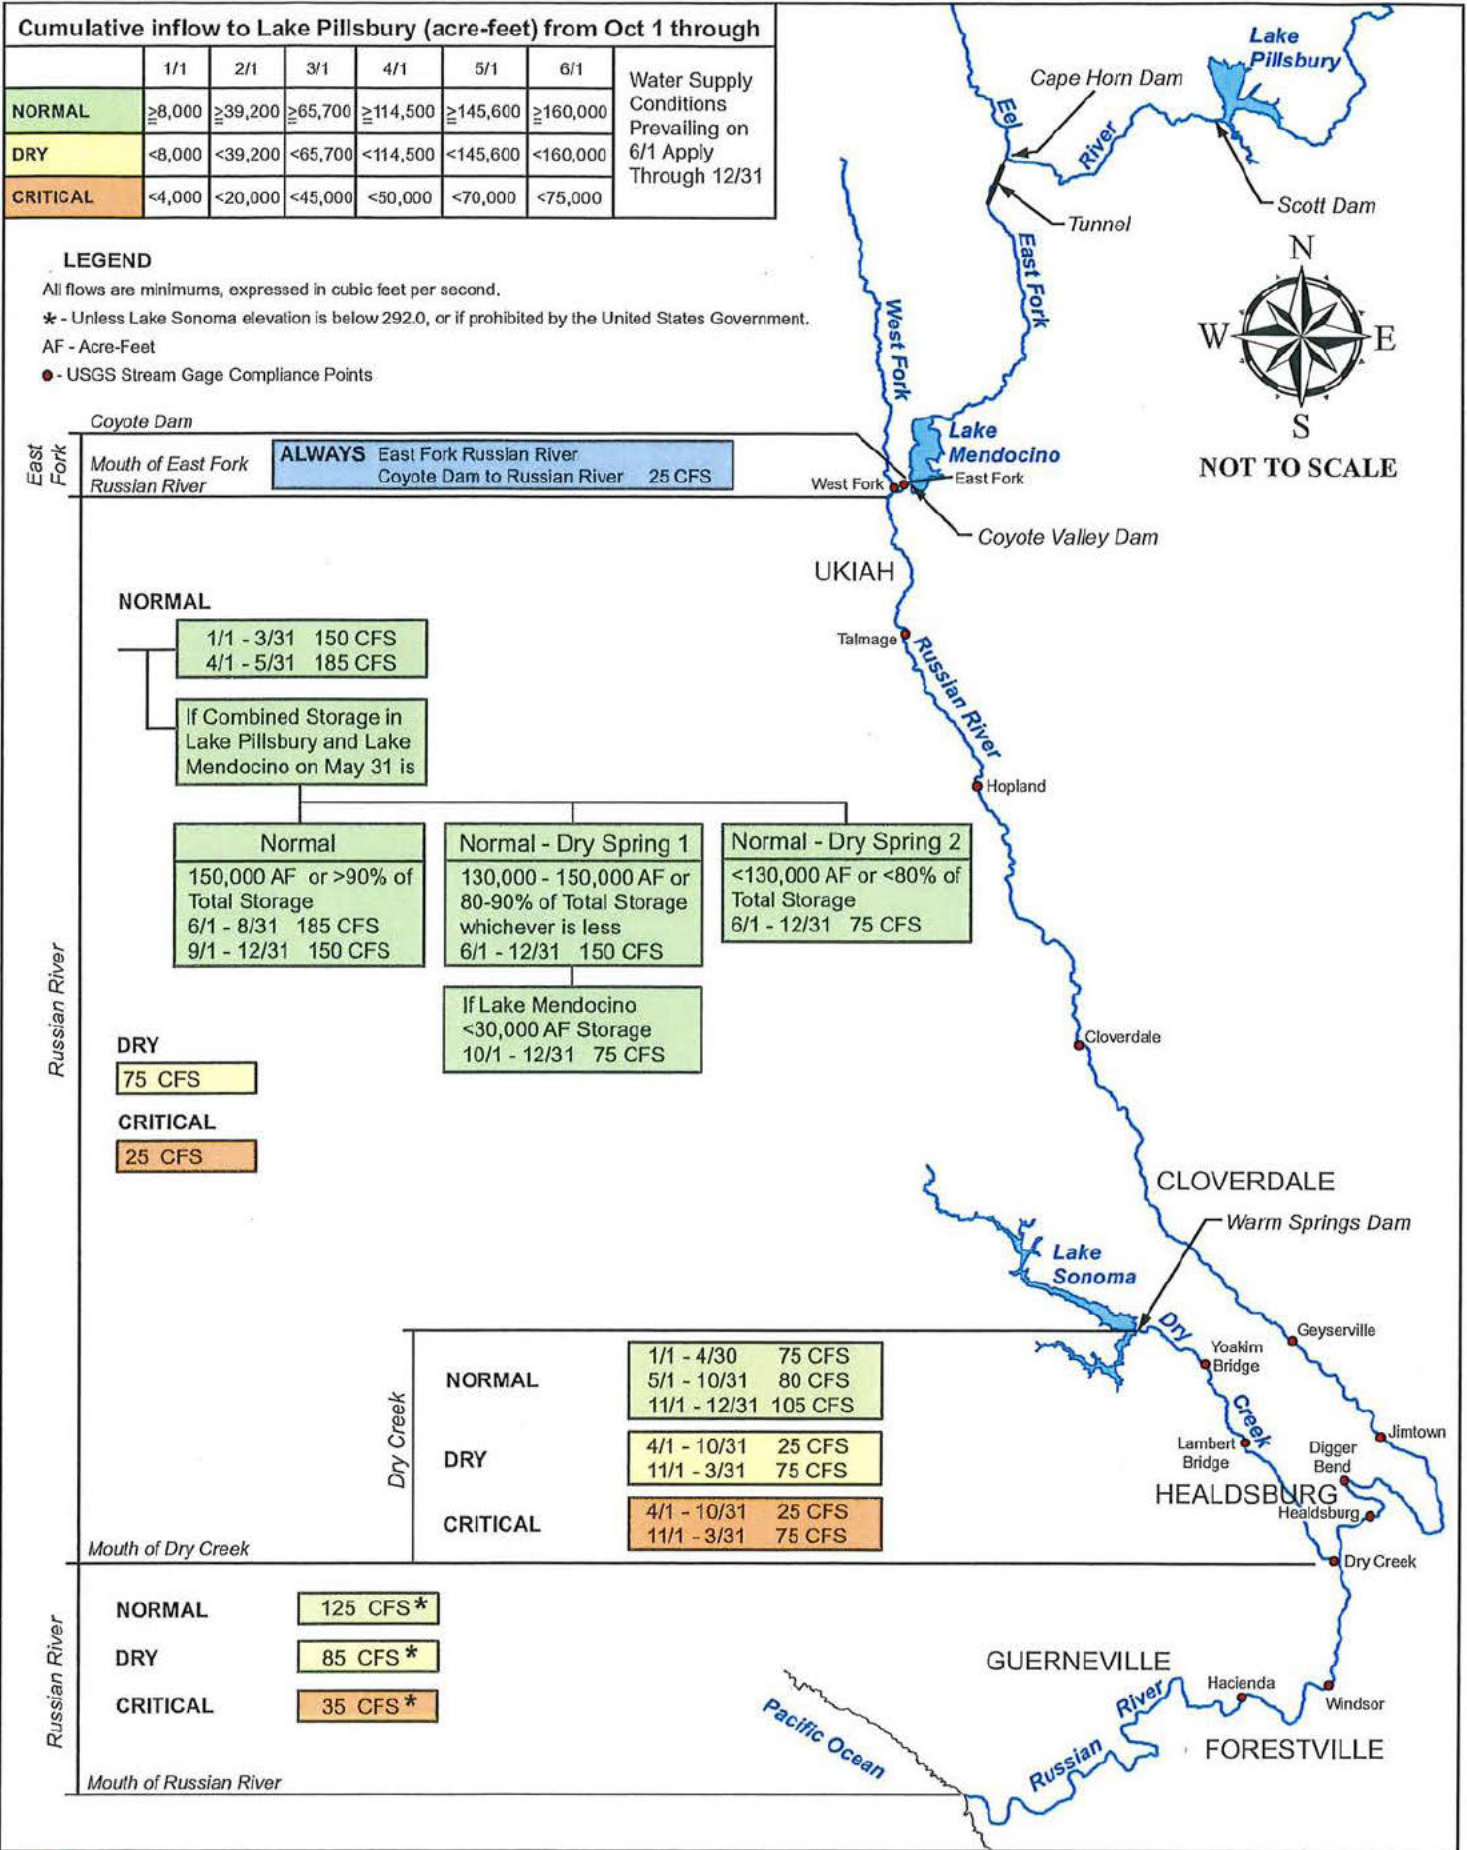 Cumulative inflow to Lake Pillsbury (acre-feet) from Oct 1 through
1/1 2/1 3/1 4/1 5/1 6/1
NORMAL ≥8,000 ≥39,200 ≥65,700 ≥114,500 ≥145,600 ≥160,000
DRY <8,000 <39,200 <65,700 <114,500 <145,600 <160,000
CRITICAL <4,000 <20,000 <45,000 <50,000 <70,000 <75,000
Water Supply
Conditions
Prevailing on
6/1 Apply
Through 12/31
LEGEND
All flows are minimums, expressed in cubic feet per second.
* - Unless Lake Sonoma elevation is below 292.0, or if prohibited by the United States Government.
AF - Acre-Feet
- USGS Stream Gage Compliance Points
Lake
Pillsbury
Cape Horn Dam
Eel
River
Scott Dam
Tunnel
East Fork
West Fork
N
W E
S
NOT TO SCALE
East
Fork
Coyote Dam
Mouth of East Fork
Russian River
ALWAYS East Fork Russian River
Coyote Dam to Russian River 25 CFS
Lake
Mendocino
West Fork
East Fork
Coyote Valley Dam
UKIAH
Talmage
Russian River
Hopland
Russian River
NORMAL
1/1 - 3/31 150 CFS
4/1 - 5/31 185 CFS
If Combined Storage in
Lake Pillsbury and Lake
Mendocino on May 31 is
Normal
150,000 AF or >90% of
Total Storage
6/1 - 8/31 185 CFS
9/1 - 12/31 150 CFS
Normal - Dry Spring 1
130,000 - 150,000 AF or
80-90% of Total Storage
whichever is less
6/1 - 12/31 150 CFS
If Lake Mendocino
<30,000 AF Storage
10/1 - 12/31 75 CFS
Normal - Dry Spring 2
<130,000 AF or <80% of
Total Storage
6/1 - 12/31 75 CFS
DRY
75 CFS
CRITICAL
25 CFS
Cloverdale
CLOVERDALE
Warm Springs Dam
Lake
Sonoma
Dry
Creek
Geyserville
Yoakim
Bridge
Jimtown
Lambert
Bridge
Digger
Bend
HEALDSBURG
Healdsburg
Dry Creek
Dry Creek
NORMAL
1/1 - 4/30 75 CFS
5/1 - 10/31 80 CFS
11/1 - 12/31 105 CFS
DRY
4/1 - 10/31 25 CFS
11/1 - 3/31 75 CFS
CRITICAL
4/1 - 10/31 25 CFS
11/1 - 3/31 75 CFS
Mouth of Dry Creek
Russian River
NORMAL 125 CFS*
DRY 85 CFS*
CRITICAL 35 CFS*
Mouth of Russian River
GUERNEVILLE
Hacienda
Windsor
FORESTVILLE
Russian
River
Pacific Ocean